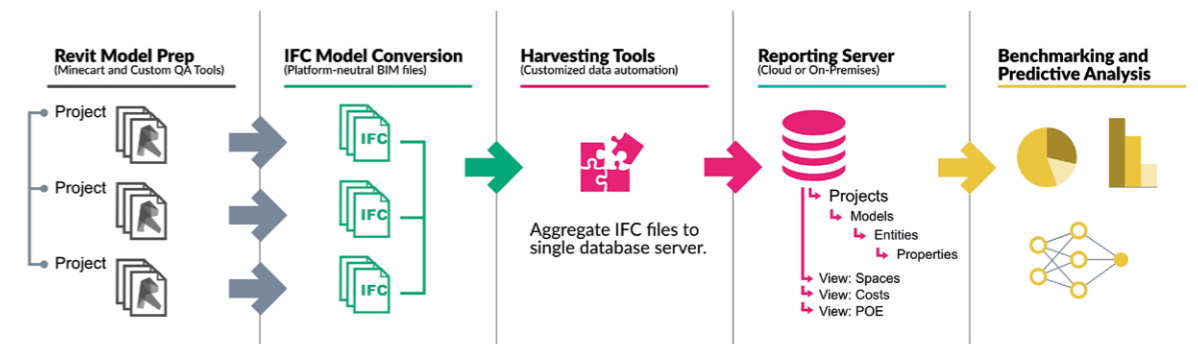 Revit Model Prep
(Minecart and Custom QA Tools)
Project
Project
Project
IFC Model Conversion
(Platform-neutral BIM files)
IFC
IFC
IFC
Harvesting Tools
(Customized data automation)
Aggregate IFC files to
single database server.
Reporting Server
(Cloud or On-Premises)
Projects
Models
Entities
Properties
View: Spaces
View: Costs
View: POE
Benchmarking and
Predictive Analysis